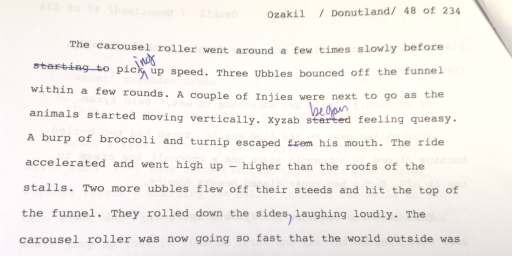 Ozakil / Donutland/ 48 of 234
The carousel roller went around a few times slowly before
ing
starting to pick up speed. Three Ubbles bounced off the funnel
within a few rounds. A couple of Injies were next to go as the
began
animals started moving vertically. Xyzab started feeling queasy.
A burp of broccoli and turnip escaped from his mouth. The ride
accelerated and went high up — higher than the roofs of the
stalls. Two more ubbles flew off their steeds and hit the top of
the funnel. They rolled down the sides, laughing loudly. The
carousel roller was now going so fast that the world outside was